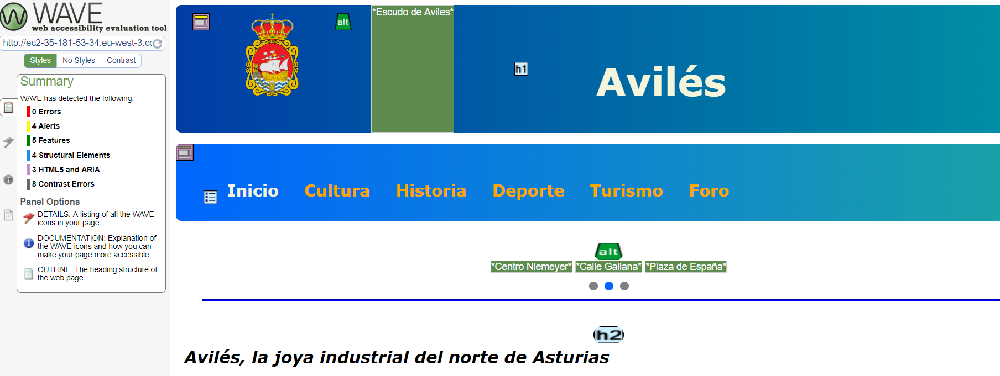 WAVE
web accessibility evaluation tool
http://ec2-35-181-53-34.eu-west-3.cc
Styles No Styles Contrast
Summary
WAVE has detected the following:
0 Errors
4 Alerts
5 Features
4 Structural Elements
3 HTML5 and ARIA
8 Contrast Errors
Panel Options
DETAILS: A listing of all the WAVE
icons in your page.
DOCUMENTATION: Explanation of
the WAVE icons and how you can
make your page more accessible.
OUTLINE: The heading structure of
the web page.
alt
*Escudo de Aviles*
h1
Avilés
Inicio Cultura Historia Deporte Turismo Foro
alt
*Centro Niemeyer* *Calle Galiana* *Plaza de España*
h2
Avilés, la joya industrial del norte de Asturias